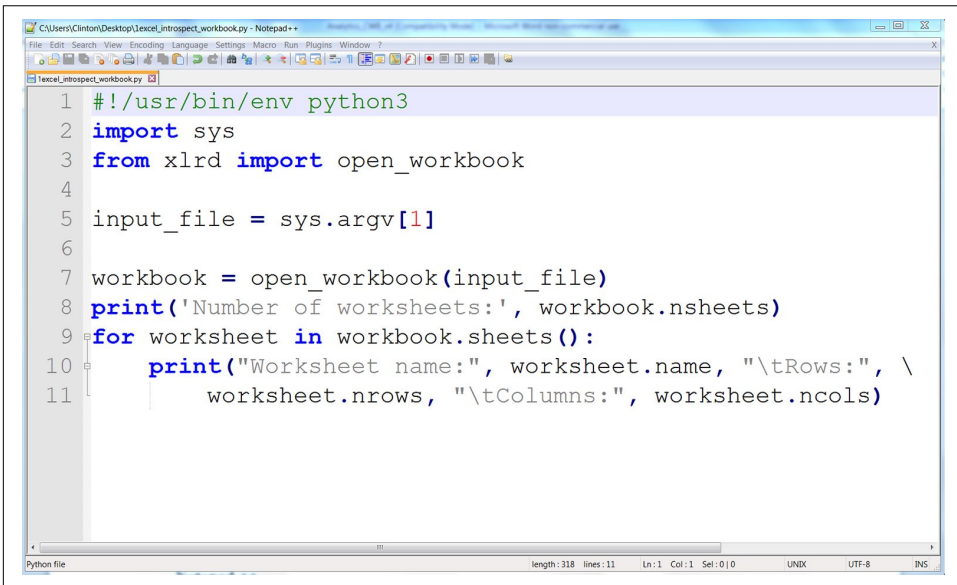 C:\Users\Clinton\Desktop\1excel_introspect_workbook.py - Notepad++
File Edit Search View Encoding Language Settings Macro Run Plugins Window ?
X
1excel_introspect_workbook.py
1 #!/usr/bin/env python3
2 import sys
3 from xlrd import open_workbook
4
5 input_file = sys.argv[1]
6
7 workbook = open_workbook(input_file)
8 print('Number of worksheets:', workbook.nsheets)
9 for worksheet in workbook.sheets():
10     print("Worksheet name:", worksheet.name, "\tRows:", \
11         worksheet.nrows, "\tColumns:", worksheet.ncols)
Python file length : 318 lines : 11 Ln : 1 Col : 1 Sel : 0 | 0 UNIX UTF-8 INS